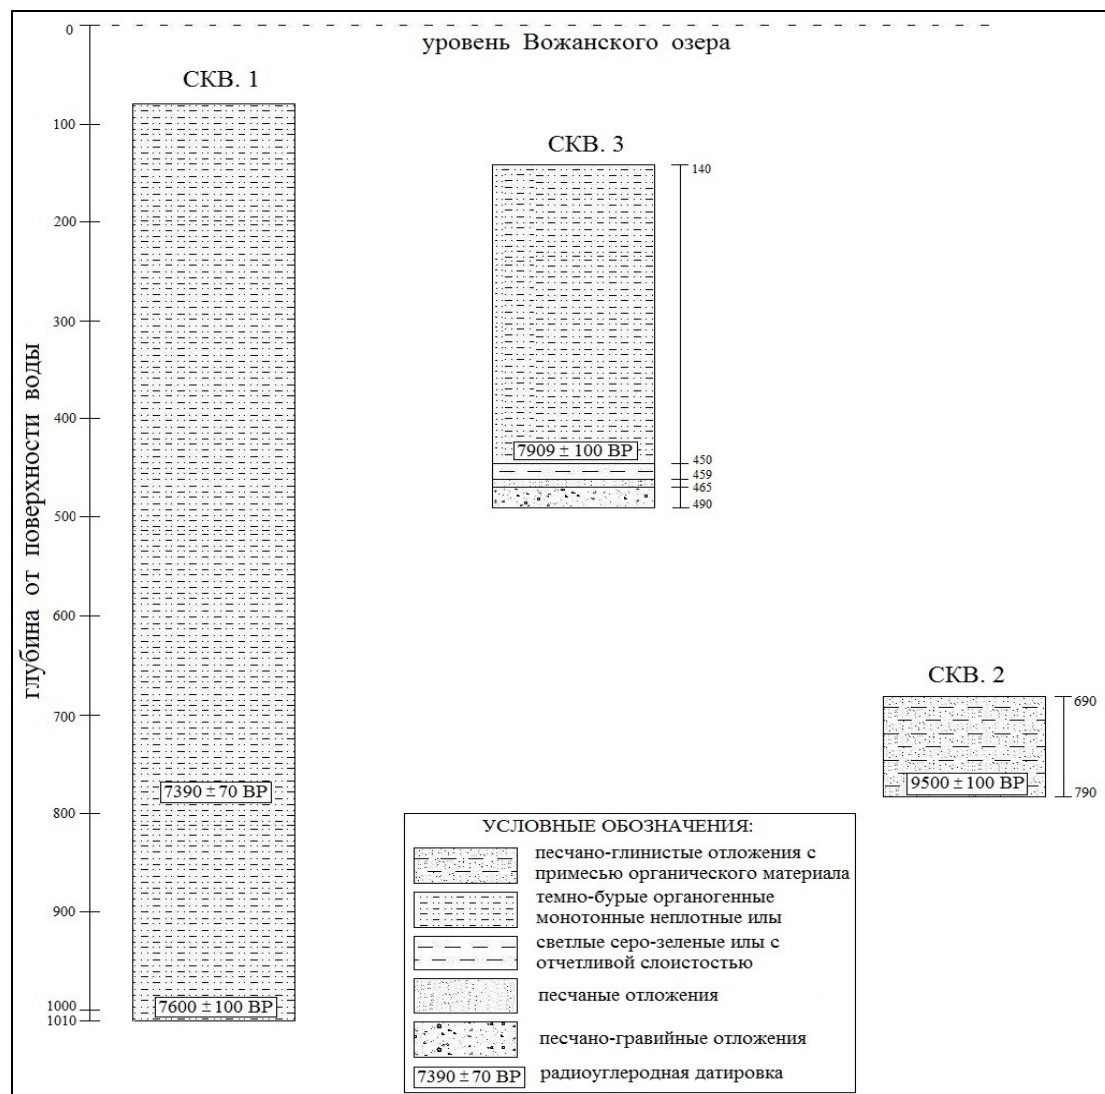 0
уровень Вожанского озера
СКВ. 1
100
СКВ. 3
140
200
300
глубина от поверхности воды
400
7909 ± 100 BP
450
459
465
490
500
600
СКВ. 2
690
700
7390 ± 70 BP
9500 ± 100 BP
790
800
УСЛОВНЫЕ ОБОЗНАЧЕНИЯ:
песчано-глинистые отложения с
примесью органического материала
темно-бурые органогенные
монотонные неплотные илы
900
светлые серо-зеленые илы с
отчетливой слоистостью
песчаные отложения
7600 ± 100 BP
1000
1010
песчано-гравийные отложения
7390 ± 70 BP
радиоуглеродная датировка